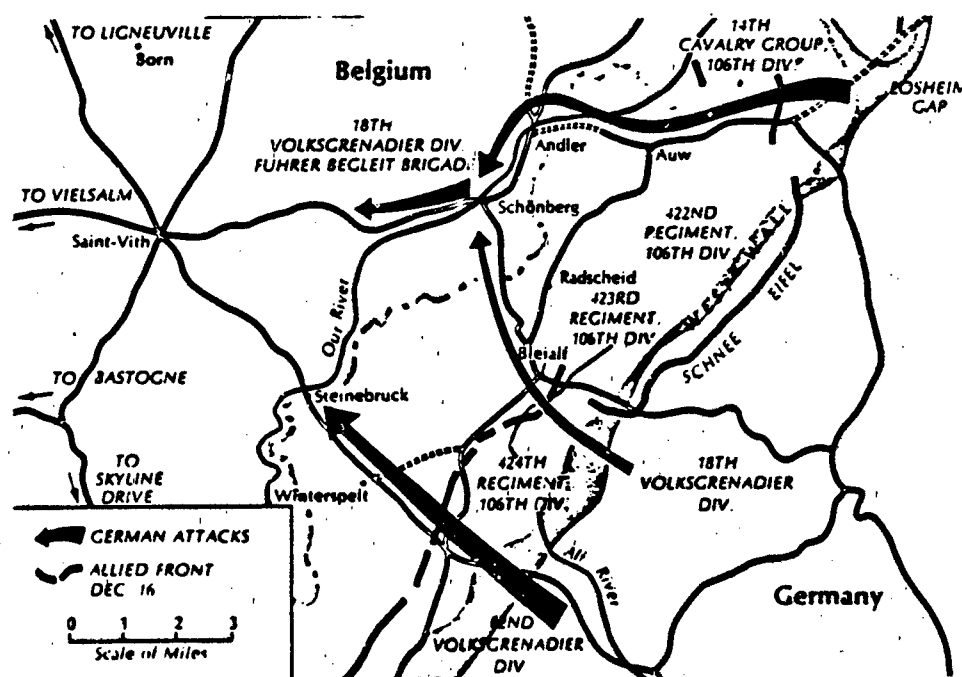 TO LIGNEUVILLE
Born
Belgium
14TH
CAVALRY GROUP,
106TH DIV.
LOSHEIM
GAP
18TH
VOLKSGRENADIER DIV
FUHRER BEGLEIT BRIGAD
Andler
Auw
TO VIELSALM
Saint-Vith
Schönberg
422ND
REGIMENT,
106TH DIV
WESTWALL
SCHNEE EIFEL
Our River
Radscheid
423RD
REGIMENT,
106TH DIV
Bleialf
TO BASTOGNE
Steinebruck
TO
SKYLINE
DRIVE
Winterspelt
424TH
REGIMENT,
106TH DIV.
18TH
VOLKSGRENADIER
DIV.
GERMAN ATTACKS
ALLIED FRONT
DEC 16
0 1 2 3
Scale of Miles
River
Germany
62ND
VOLKSGRENADIER
DIV